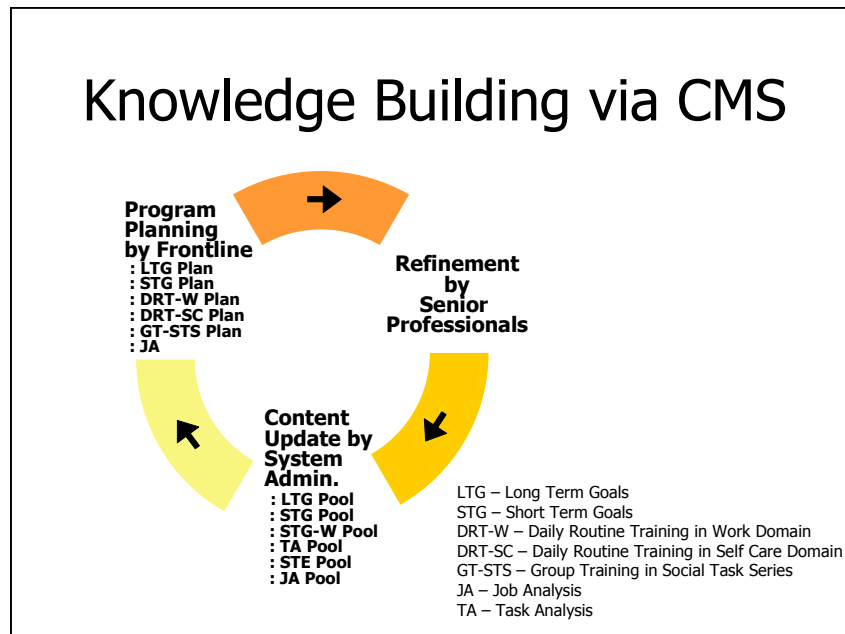 Knowledge Building via CMS
Program
Planning
by Frontline
: LTG Plan
: STG Plan
: DRT-W Plan
: DRT-SC Plan
: GT-STS Plan
: JA
Refinement
by
Senior
Professionals
Content
Update by
System
Admin.
: LTG Pool
: STG Pool
: STG-W Pool
: TA Pool
: STE Pool
: JA Pool
LTG – Long Term Goals
STG – Short Term Goals
DRT-W – Daily Routine Training in Work Domain
DRT-SC – Daily Routine Training in Self Care Domain
GT-STS – Group Training in Social Task Series
JA – Job Analysis
TA – Task Analysis